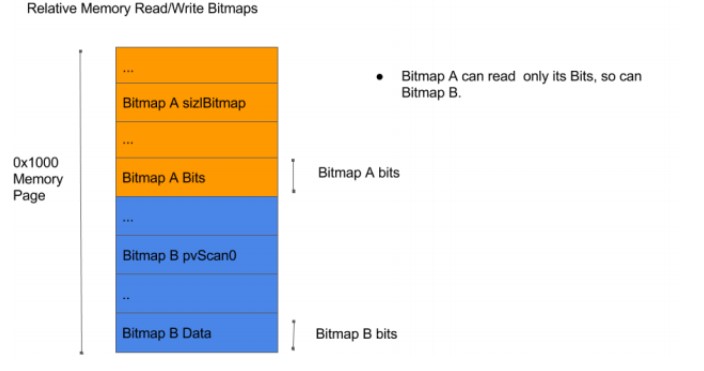 Relative Memory Read/Write Bitmaps
...
Bitmap A sizlBitmap
...
Bitmap A Bits
...
Bitmap B pvScan0
..
Bitmap B Data
0x1000
Memory
Page
Bitmap A bits
Bitmap B bits
● Bitmap A can read only its Bits, so can
Bitmap B.